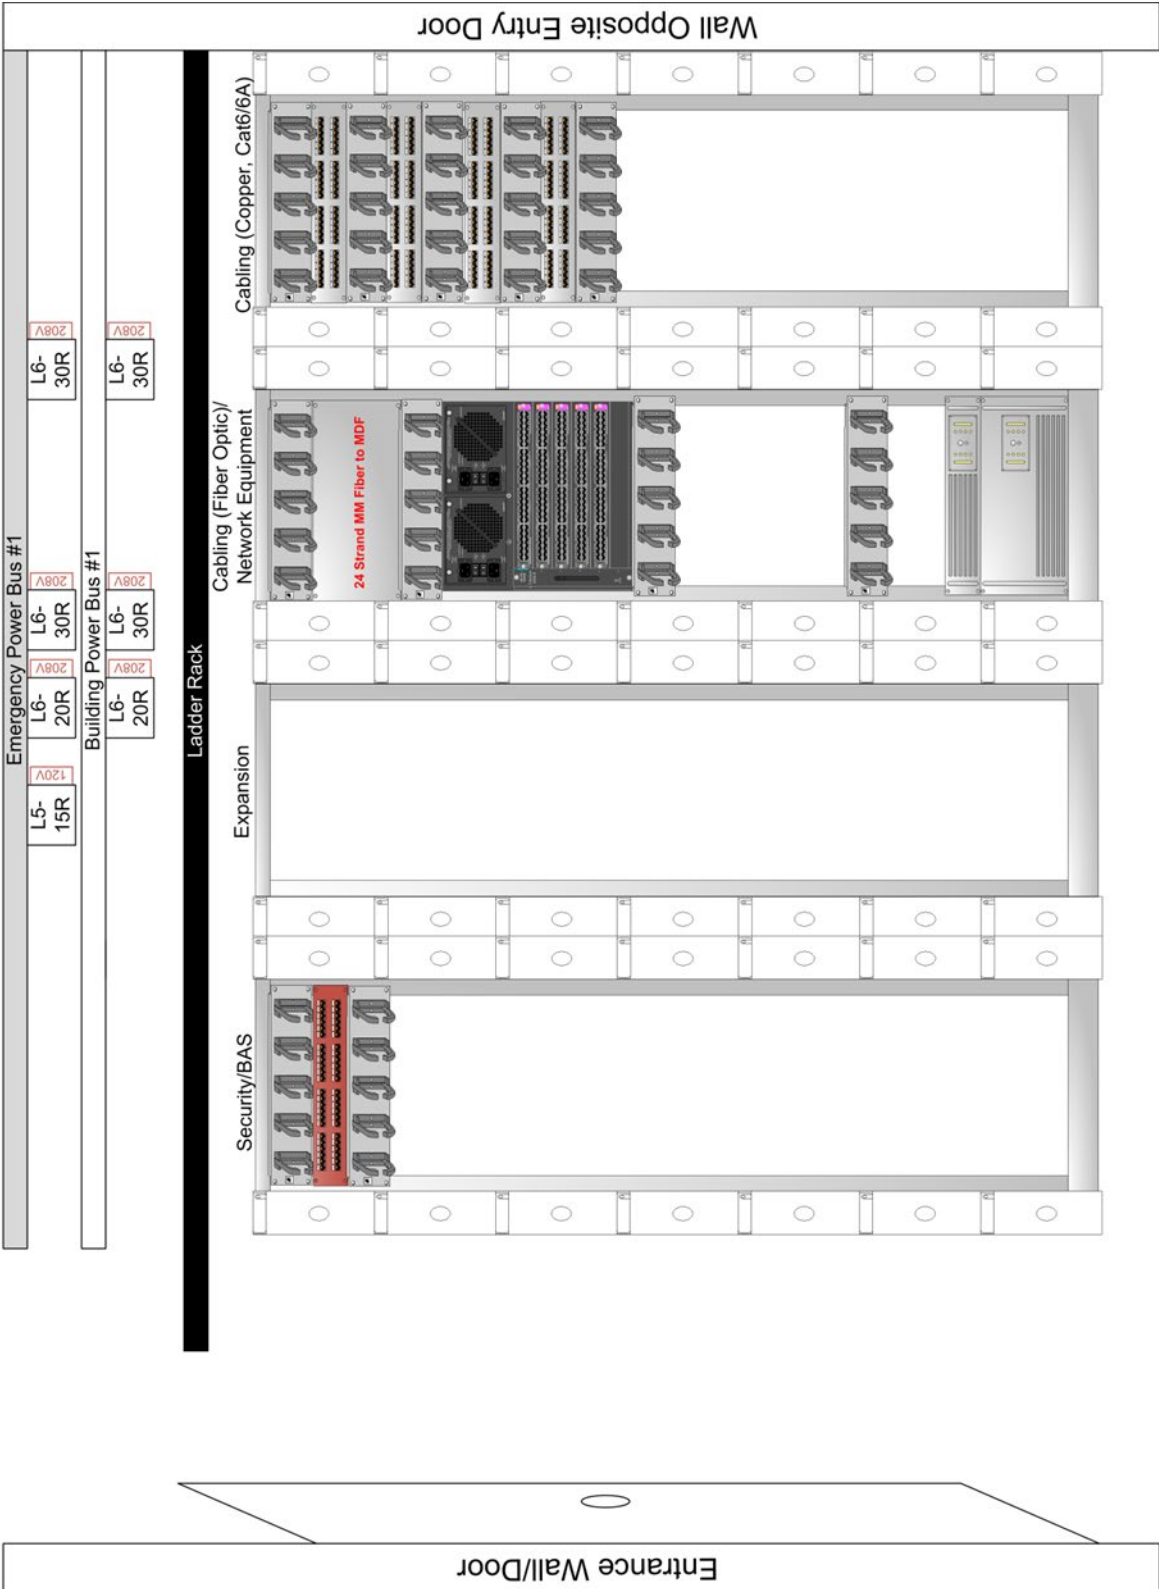 Wall Opposite Entry Door
Emergency Power Bus #1
L6-
30R
208V
L6-
30R
208V
L6-
20R
208V
L5-
15R
120V
Building Power Bus #1
L6-
30R
208V
L6-
30R
208V
L6-
20R
208V
Ladder Rack
Cabling (Copper, Cat6/6A)
Cabling (Fiber Optic)/
Network Equipment
24 Strand MM Fiber to MDF
Expansion
Security/BAS
Entrance Wall/Door